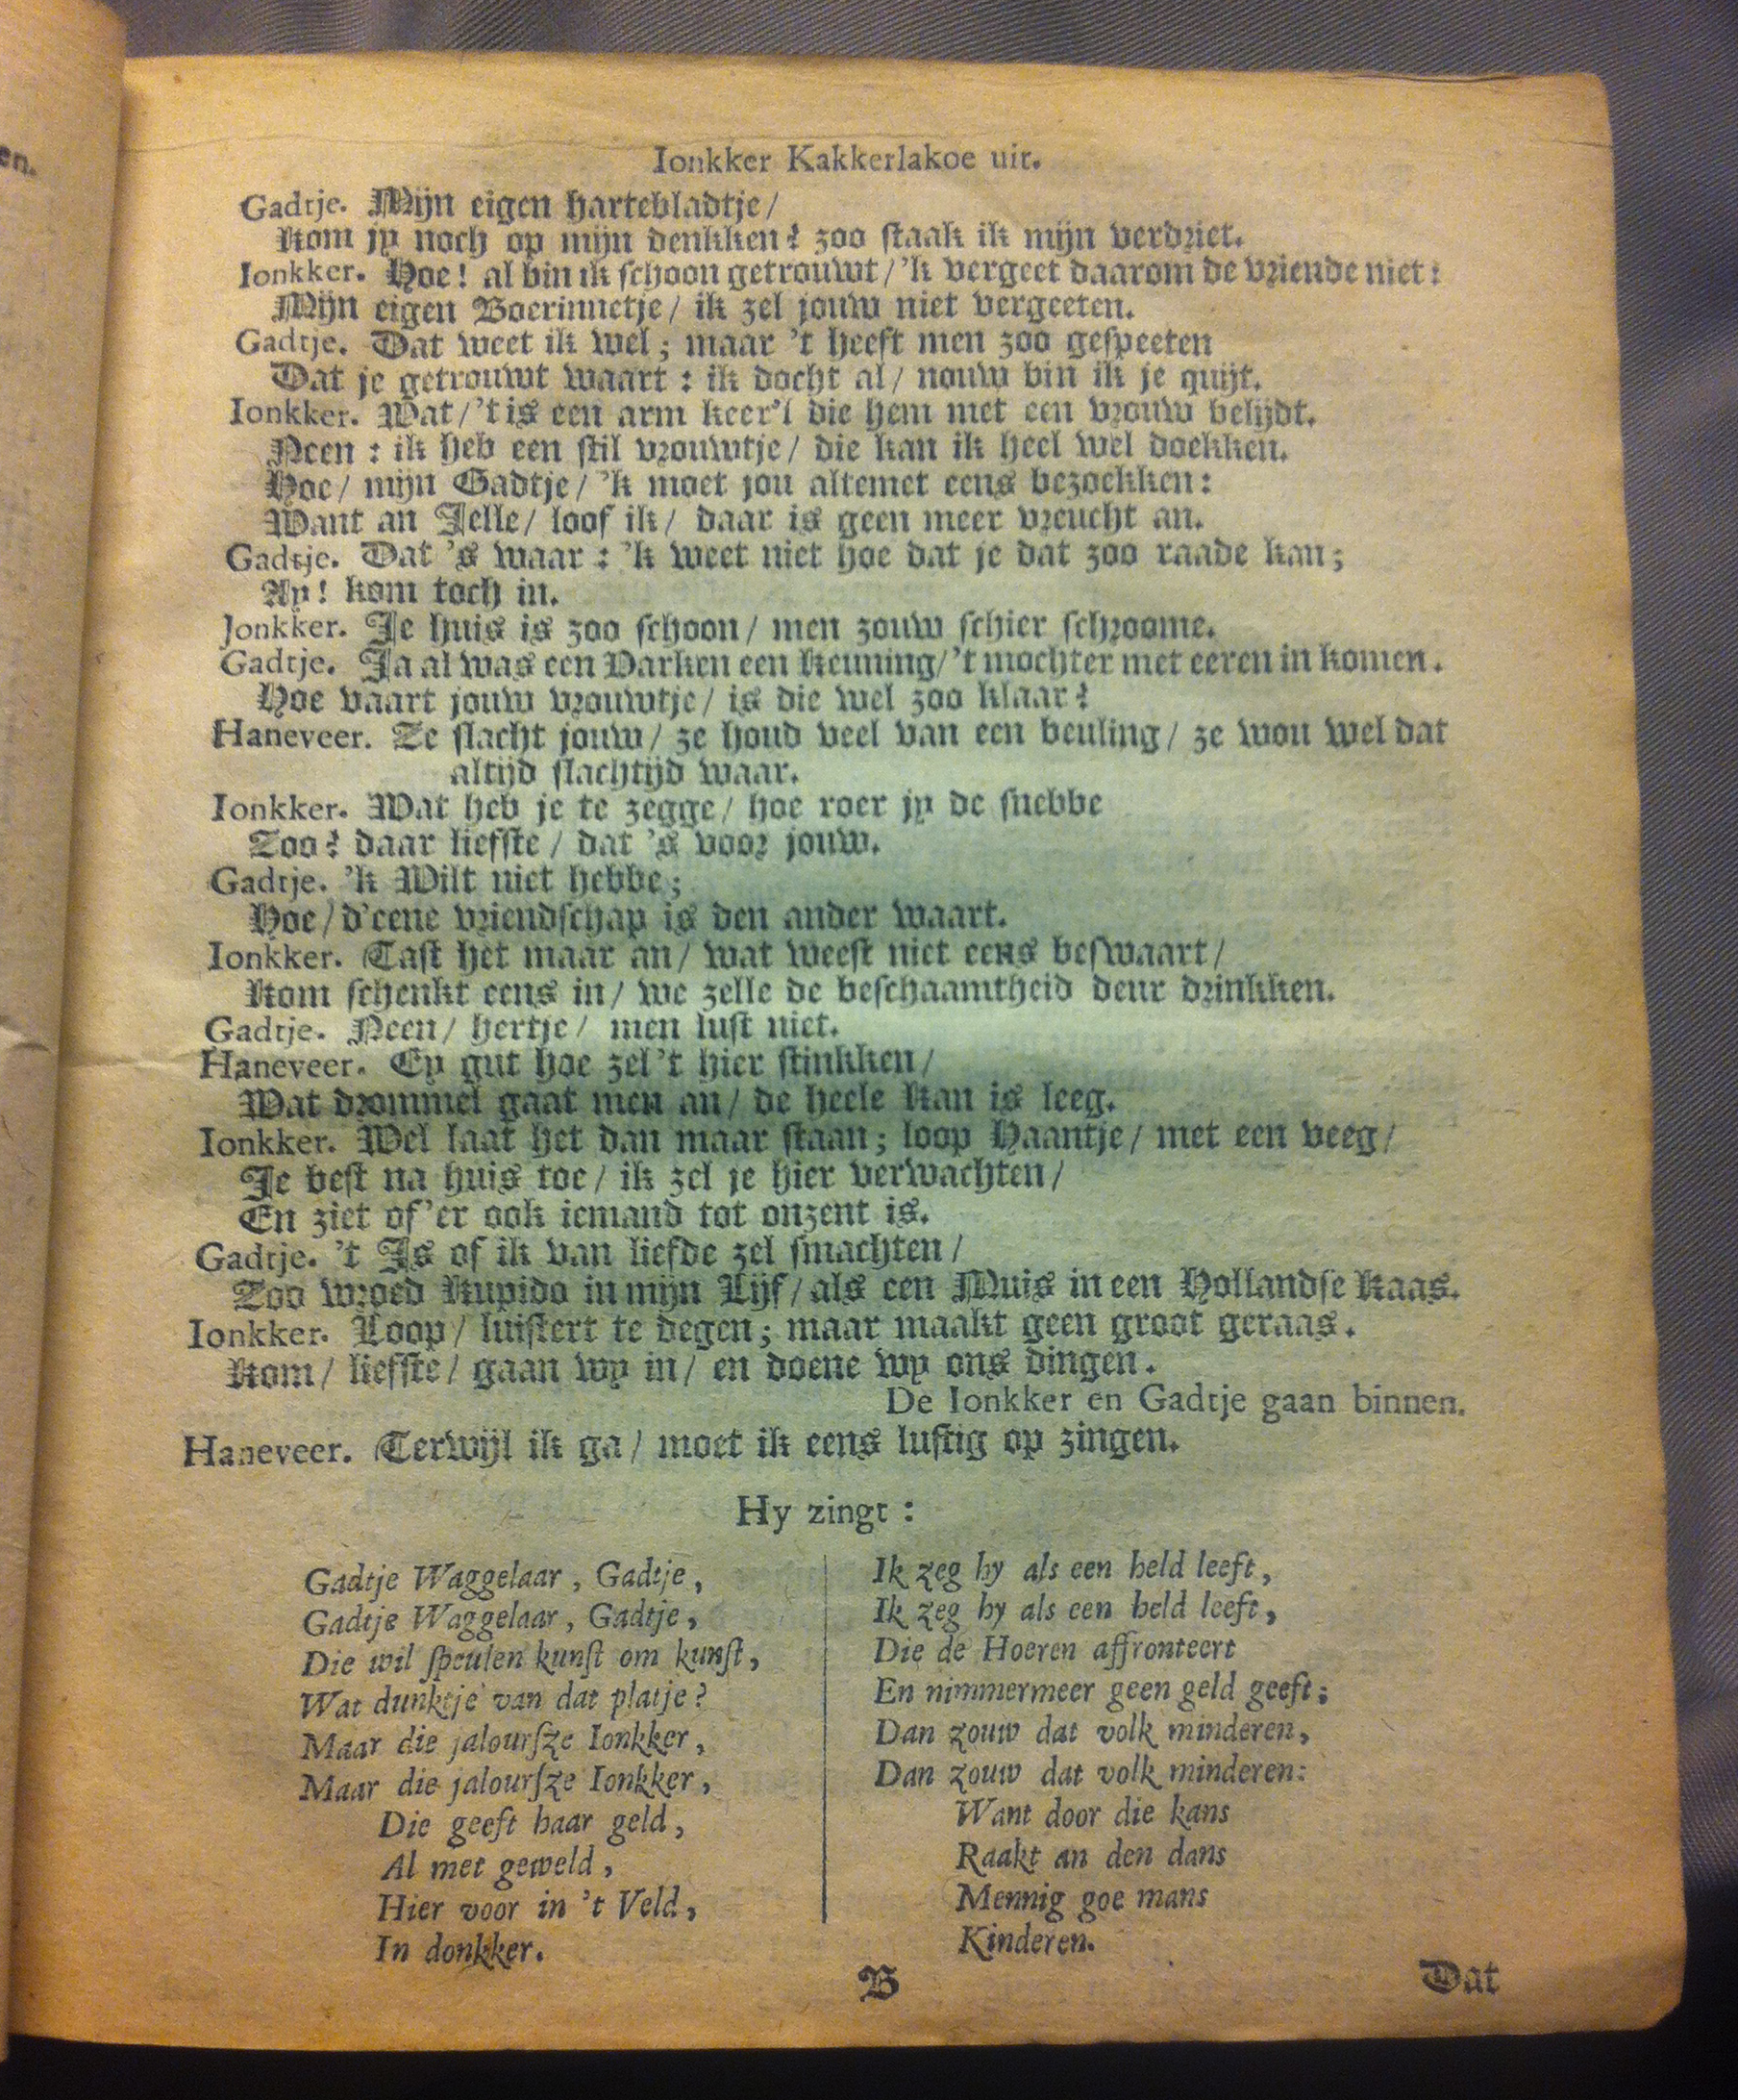 en.
Ionkker Kakkerlakoe uit.
Gadtje. Mijn eigen hartebladtje/
Kom jy noch op mijn denkken? zoo staak ik mijn verdriet.
Ionkker. Hoe! al bin ik schoon getrouwt/'k vergeet daarom de vriende niet:
Mijn eigen Boerinnetje/ ik zel jouw niet vergeeten.
Gadtje. Dat weet ik wel; maar 't heeft men zoo gespeeten
Dat je getrouwt waart: ik docht al/ nouw bin ik je quijt.
Ionkker. Wat/'t is een arm keer'l die hem met een vrouw belijdt.
Neen: ik heb een stil vrouwtje/ die kan ik heel wel doekken.
Hoe/ mijn Gadtje/ 'k moet jou altemet eens bezoekken:
Want an Jelle/ loof ik/ daar is geen meer vreucht an.
Gadtje. Dat 's waar: 'k weet niet hoe dat je dat zoo raade kan;
Ay! kom toch in.
Jonkker. Je huis is zoo schoon/ men zouw schier schroome.
Gadtje. Ja al was een Varken een Keuning/'t mochter met eeren in komen.
Hoe vaart jouw vrouwtje/ is die wel zoo klaar?
Haneveer. Ze slacht jouw/ ze houd veel van een beuling/ ze wou wel dat
altijd slachtijd waar.
Ionkker. Wat heb je te zegge/ hoe roer jy de snebbe
Zoo? daar liefste/ dat 's voor jouw.
Gadtje. 'k Wilt niet hebbe;
Hoe/ d'eene vriendschap is den ander waart.
Ionkker. Tast het maar an/ wat weest niet eens beswaart/
Kom schenkt eens in/ we zelle de beschaamtheid deur drinkken.
Gadtje. Neen/ hertje/ men lust niet.
Haneveer. Ey gut hoe zel't hier stinkken/
Wat drommel gaat men an/ de heele Kan is leeg.
Ionkker. Wel laat het dan maar staan; loop Haantje/ met een veeg/
Je best na huis toe/ ik zel je hier verwachten/
En ziet of'er ook iemand tot onzent is.
Gadtje. 't Is of ik van liefde zel smachten/
Zoo wroed Kupido in mijn Lijf/ als een Muis in een Hollandse Kaas.
Ionkker. Loop/ luistert te degen; maar maakt geen groot geraas.
Kom/ liefste/ gaan wy in/ en doene wy ons dingen.
De Ionkker en Gadtje gaan binnen.
Haneveer. Terwijl ik ga/ moet ik eens lustig op zingen.
Hy zingt:
Gadtje Waggelaar, Gadtje,
Gadtje Waggelaar, Gadtje,
Die wil speulen kunst om kunst,
Wat dunktje van dat platje?
Maar die jaloursze Ionkker,
Maar die jaloursze Ionkker,
Die geeft haar geld,
Al met geweld,
Hier voor in 't Veld,
In donkker.
Ik zeg hy als een held leeft,
Ik zeg hy als een held leeft,
Die de Hoeren affronteert
En nimmermeer geen geld geeft;
Dan zouw dat volk minderen,
Dan zouw dat volk minderen:
Want door die kans
Raakt an den dans
Mennig goe mans
Kinderen.
B
Dat